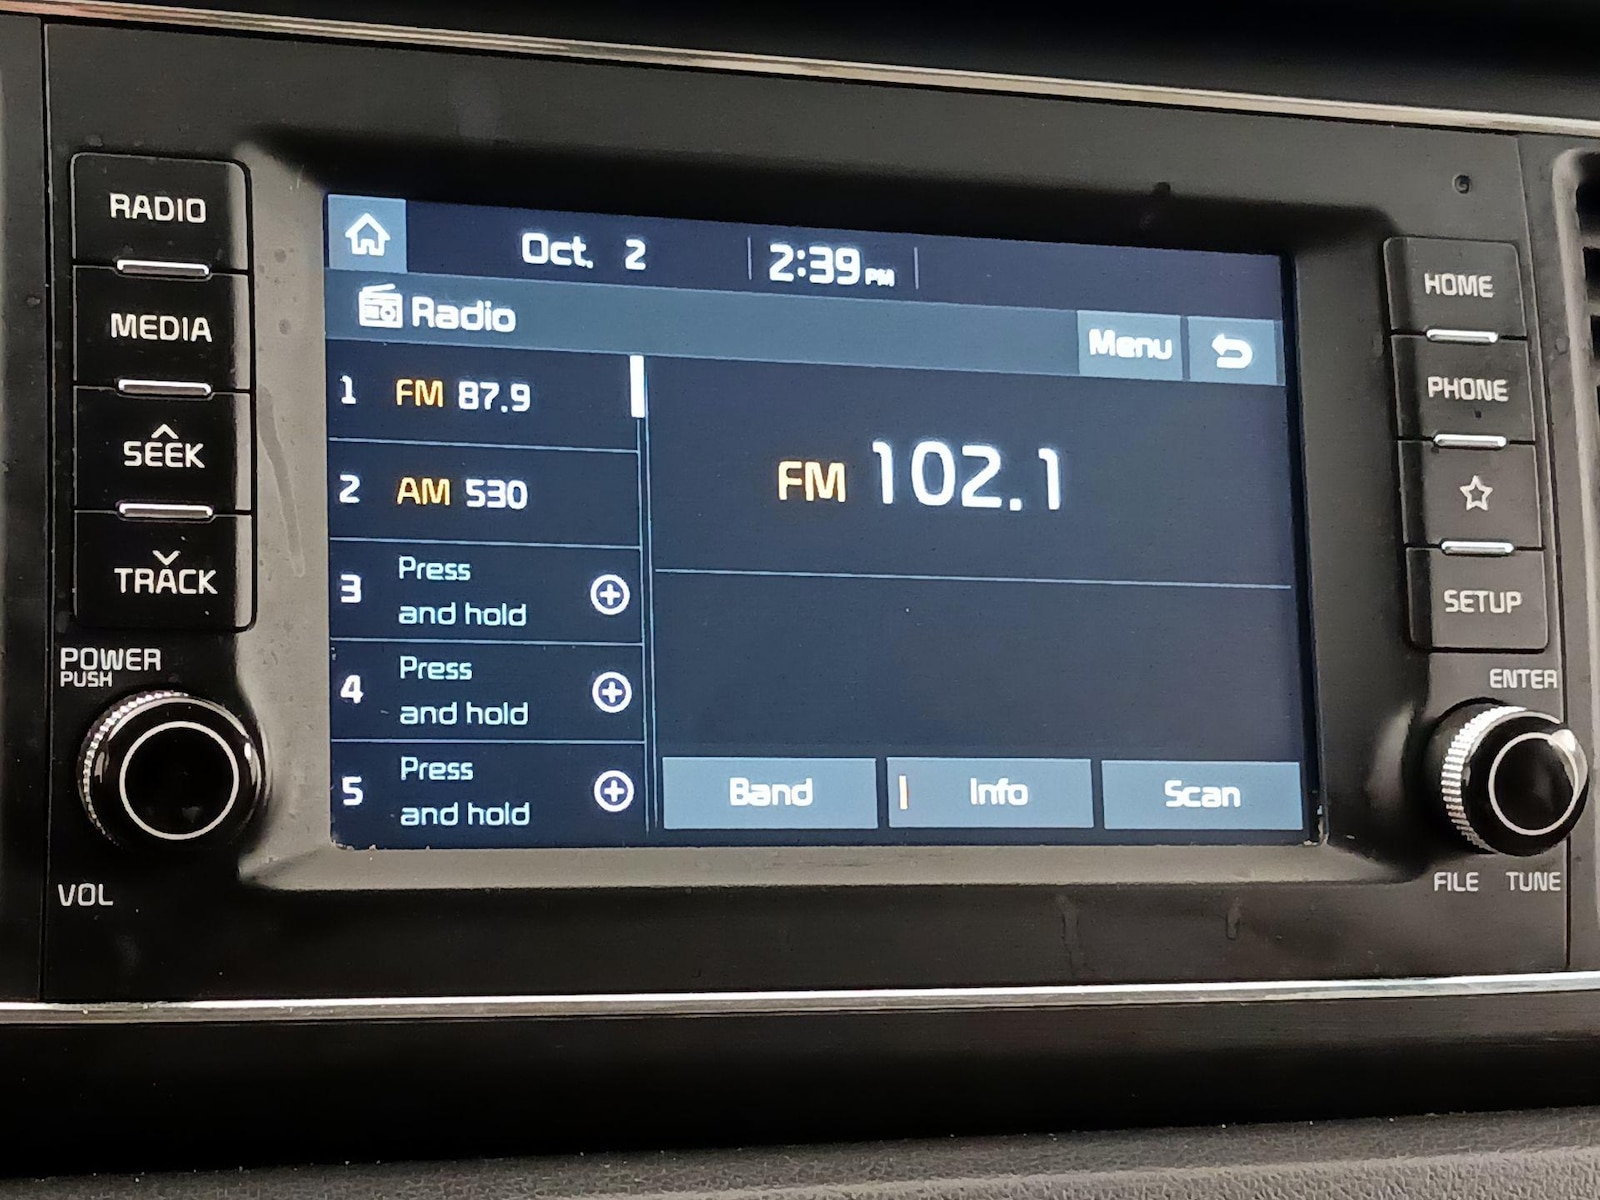 RADIO
MEDIA
SEEK
TRACK
POWER
PUSH
VOL
Oct. 2
2:39 PM
Radio
Menu
1 FM 87.9
2 AM 530
3 Press
and hold
4 Press
and hold
5 Press
and hold
FM 102.1
Band
Info
Scan
HOME
PHONE
SETUP
ENTER
FILE TUNE